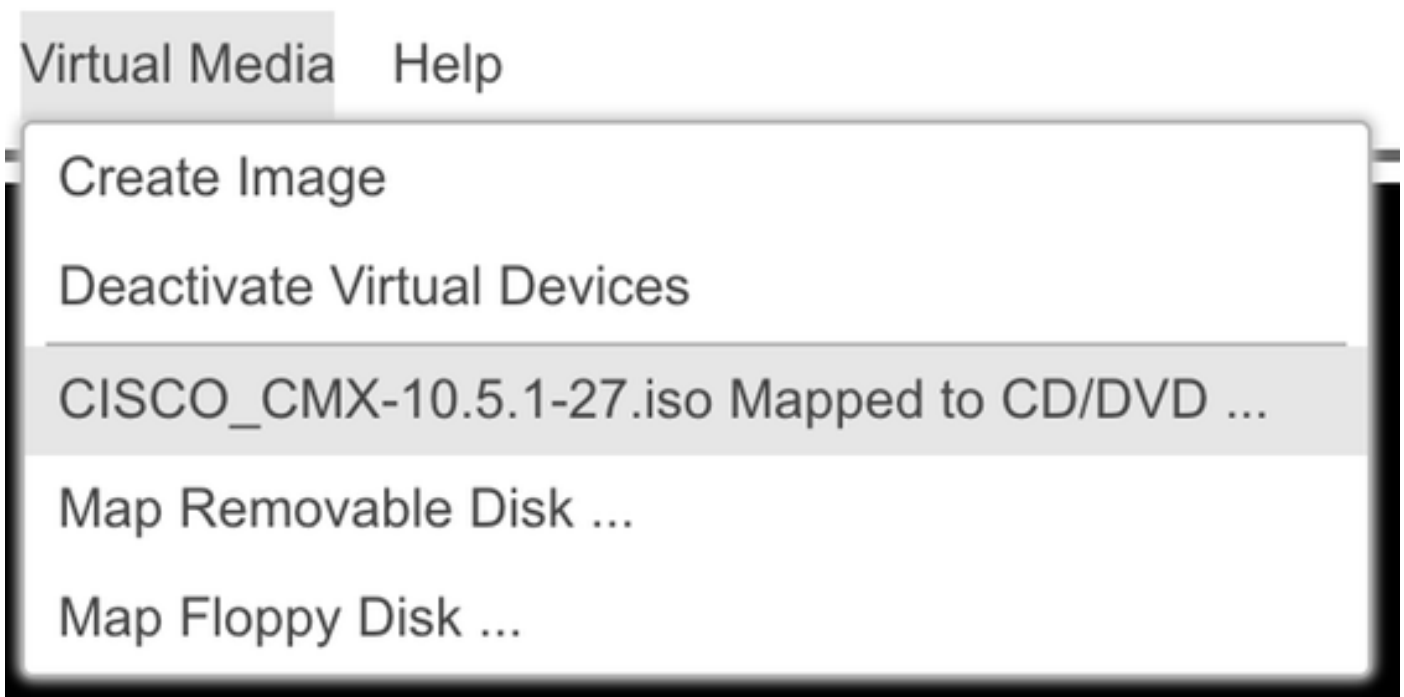 Virtual Media Help
Create Image
Deactivate Virtual Devices
CISCO_CMX-10.5.1-27.iso Mapped to CD/DVD ...
Map Removable Disk ...
Map Floppy Disk ...